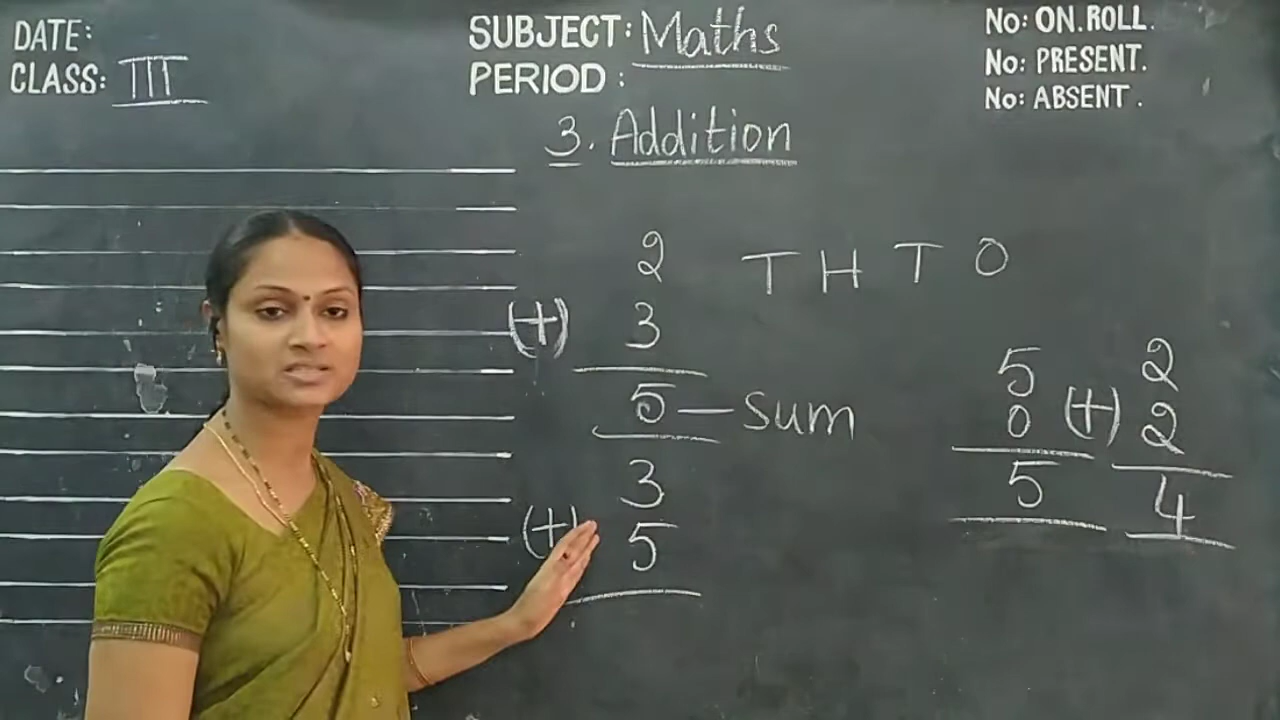 DATE:
CLASS: III
SUBJECT: Maths
PERIOD :
No: ON.ROLL.
No: PRESENT.
No: ABSENT.
3. Addition
2
(+) 3
5 — Sum
3
(+) 5
T H T O
5
0
5
2
(+) 2
4